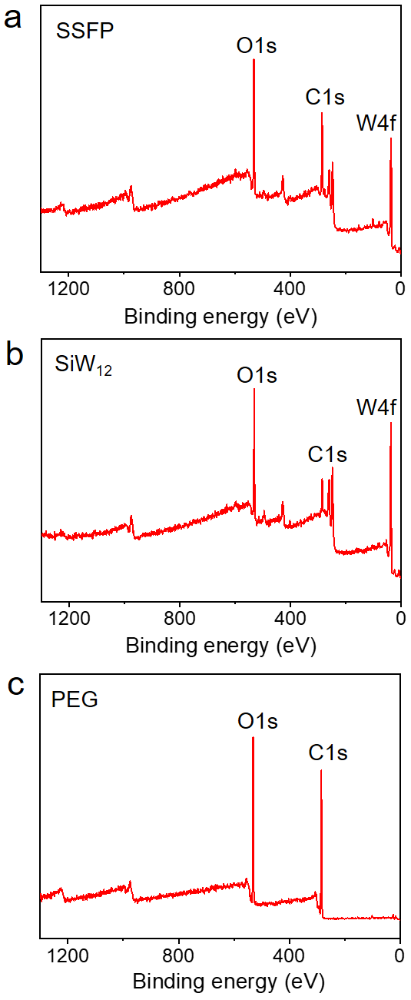 a
SSFP
O1s
C1s
W4f
1200 800 400 0
Binding energy (eV)
b
SiW₁₂
O1s
W4f
C1s
1200 800 400 0
Binding energy (eV)
c
PEG
O1s
C1s
1200 800 400 0
Binding energy (eV)